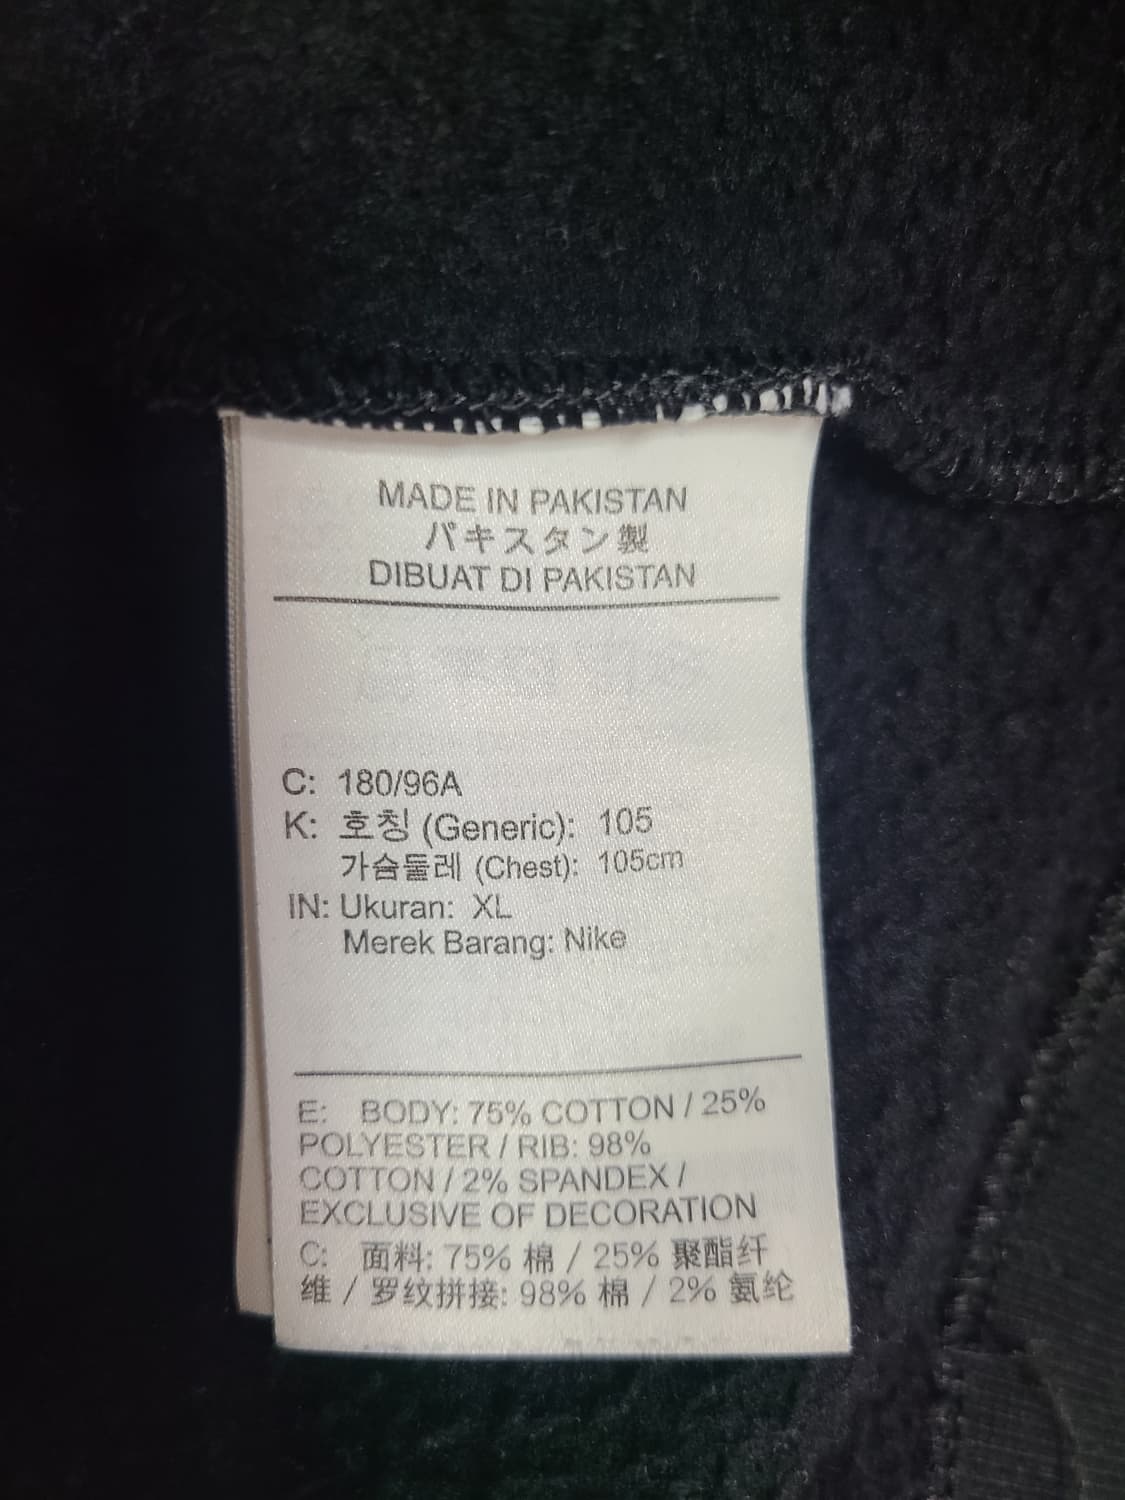 MADE IN PAKISTAN
パキスタン製
DIBUAT DI PAKISTAN
C: 180/96A
K: 호칭 (Generic): 105
가슴둘레 (Chest): 105cm
IN: Ukuran: XL
Merek Barang: Nike
E: BODY: 75% COTTON / 25%
POLYESTER / RIB: 98%
COTTON / 2% SPANDEX /
EXCLUSIVE OF DECORATION
C: 面料: 75% 棉 / 25% 聚酯纤
维 / 罗纹拼接: 98% 棉 / 2% 氨纶